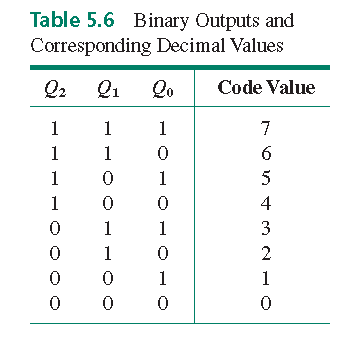 Table 5.6 Binary Outputs and
Corresponding Decimal Values
Q₂ Q₁ Q₀ Code Value
1 1 1 7
1 1 0 6
1 0 1 5
1 0 0 4
0 1 1 3
0 1 0 2
0 0 1 1
0 0 0 0